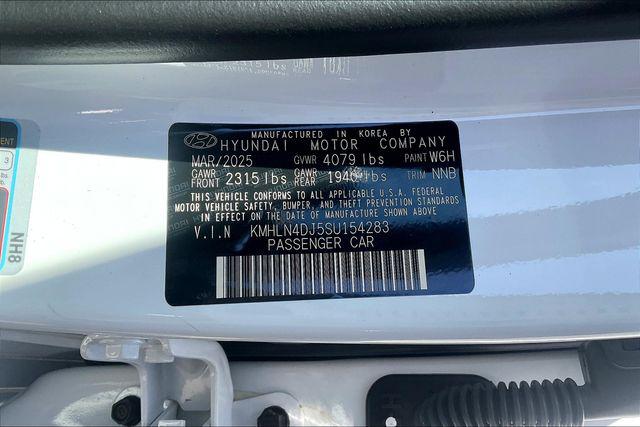 MANUFACTURED IN KOREA BY
HYUNDAI MOTOR COMPANY
MAR/2025 GVWR 4079 lbs PAINT W6H
GAWR FRONT 2315 lbs GAWR REAR lbs TRIM NNB
THIS VEHICLE CONFORMS TO ALL APPLICABLE U.S.A. FEDERAL
MOTOR VEHICLE SAFETY, BUMPER, AND THEFT PREVENTION STANDARDS
IN EFFECT ON THE DATE OF MANUFACTURE SHOWN ABOVE.
V.I.N KMHLN4DJ5SU154283
PASSENGER CAR
3
NH8